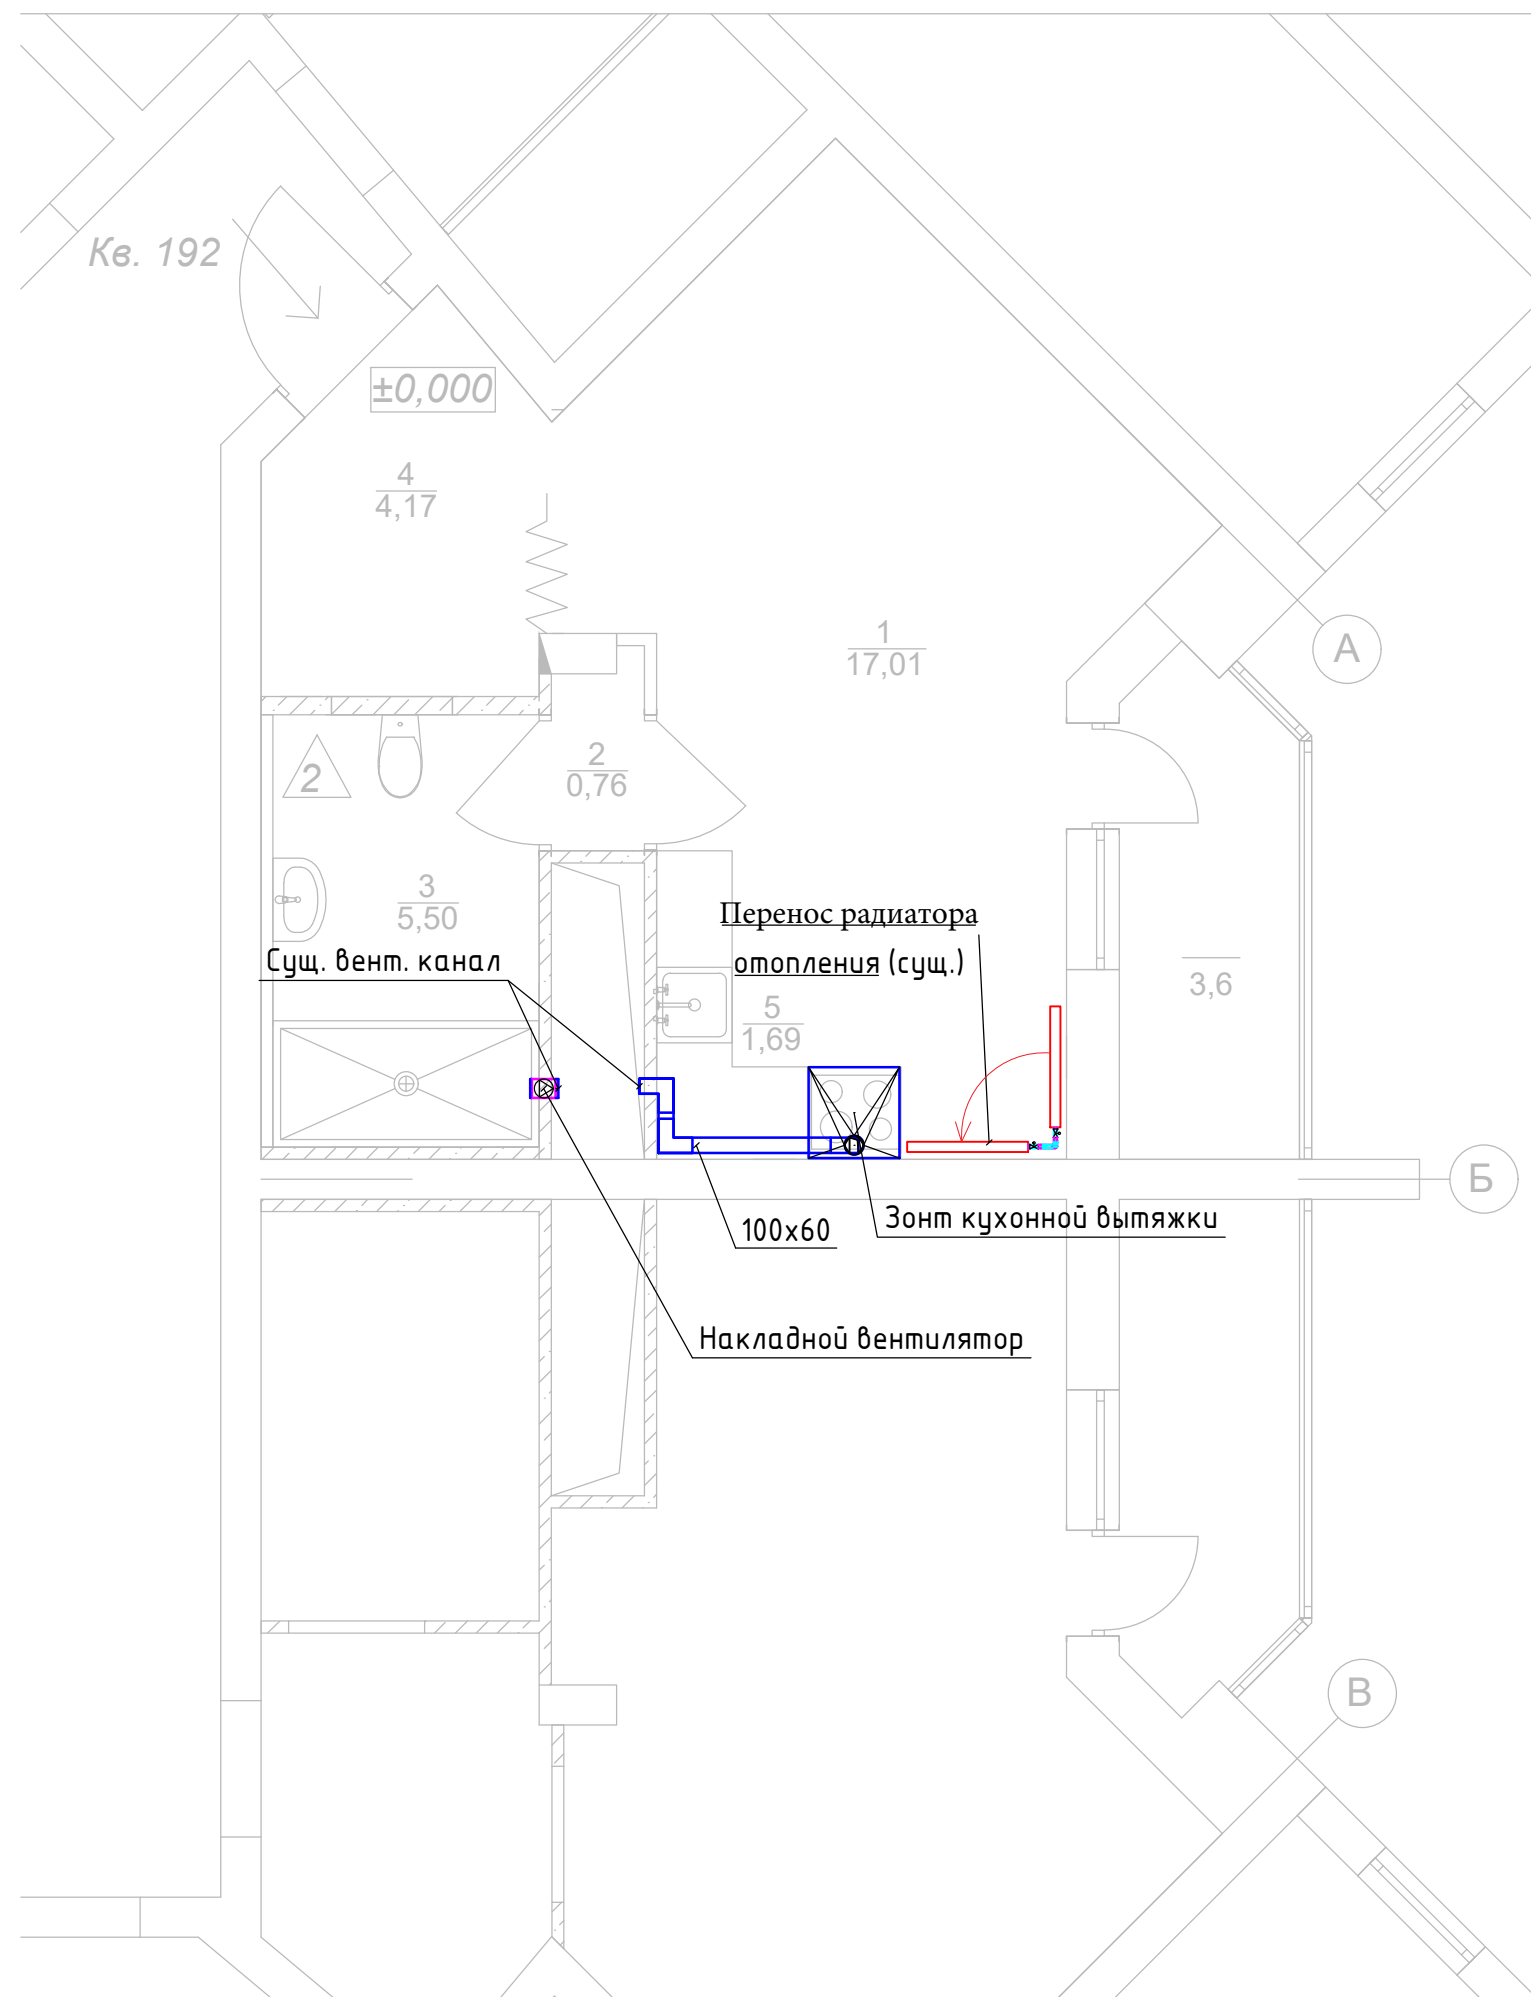 Кв. 192
±0,000
4
4,17
1
17,01
А
2
0,76
2
3
5,50
Перенос радиатора
отопления (сущ.)
Сущ. вент. канал
3,6
5
1,69
Б
100х60
Зонт кухонной вытяжки
Накладной вентилятор
В